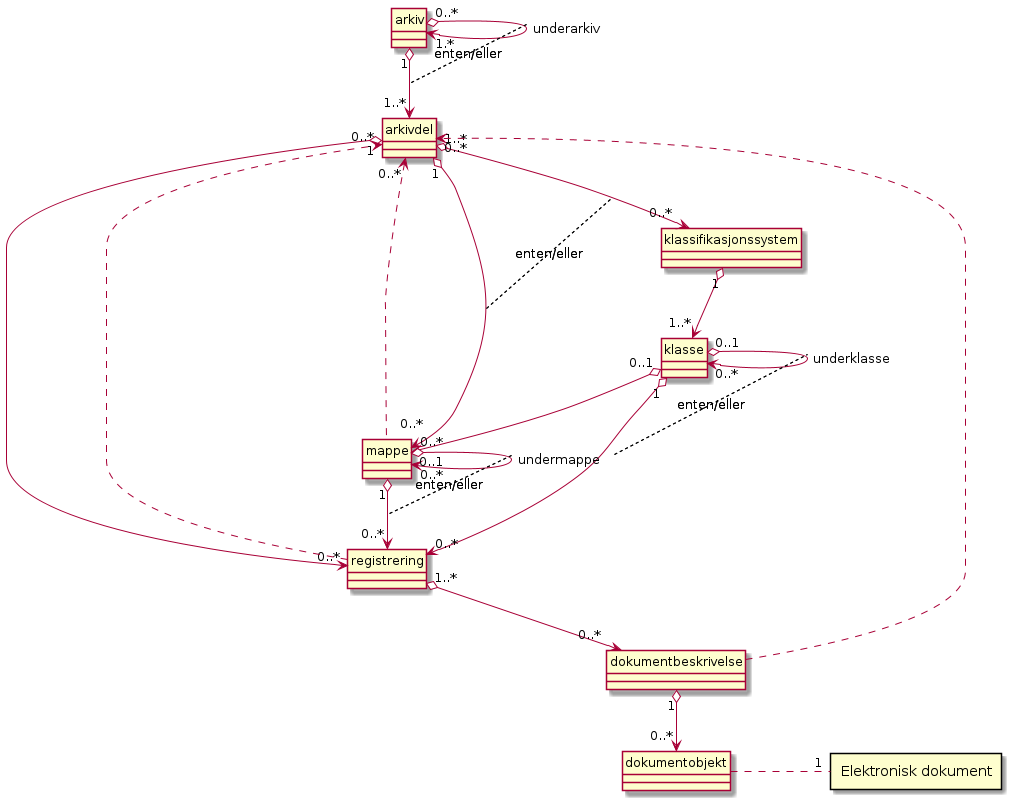 arkiv
0..*
underarkiv
1.*
1
enten/eller
1..*
arkivdel
0..*
1
1..*
0..*
0..*
1
0..*
klassifikasjonssystem
enten/eller
1
1..*
klasse
0..1
underklasse
0..*
0..1
1
enten/eller
0..*
mappe
0..*
0..1
undermappe
0..*
1
enten/eller
0..*
0..*
0..*
registrering
1..*
0..*
dokumentbeskrivelse
1
0..*
dokumentobjekt
1
Elektronisk dokument